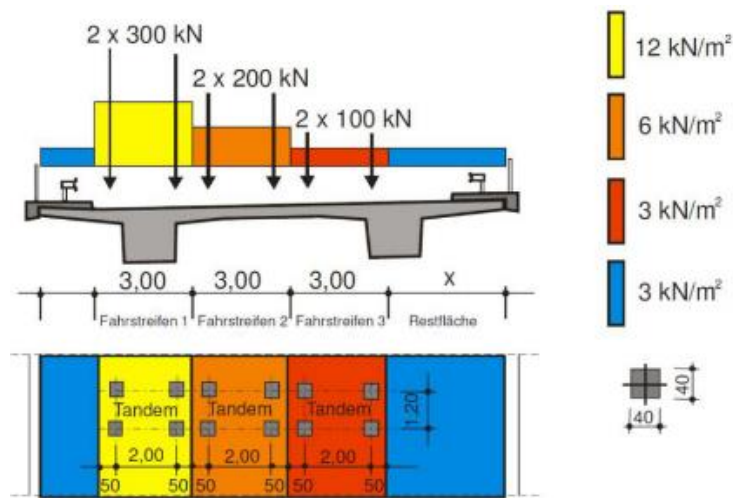 2 x 300 kN
2 x 200 kN
2 x 100 kN
12 kN/m²
6 kN/m²
3 kN/m²
3 kN/m²
3,00 3,00 3,00 x
Fahrstreifen 1 Fahrstreifen 2 Fahrstreifen 3 Restfläche
Tandem Tandem Tandem
1,20
2,00 2,00 2,00
50 50 50 50 50 50
40
40